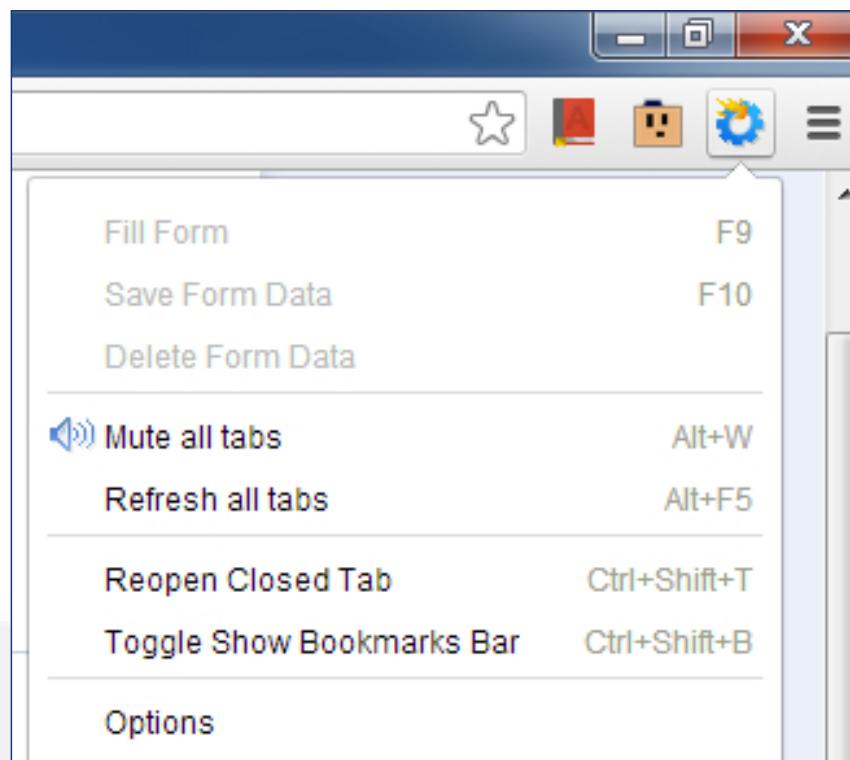 Fill Form F9
Save Form Data F10
Delete Form Data
Mute all tabs Alt+W
Refresh all tabs Alt+F5
Reopen Closed Tab Ctrl+Shift+T
Toggle Show Bookmarks Bar Ctrl+Shift+B
Options